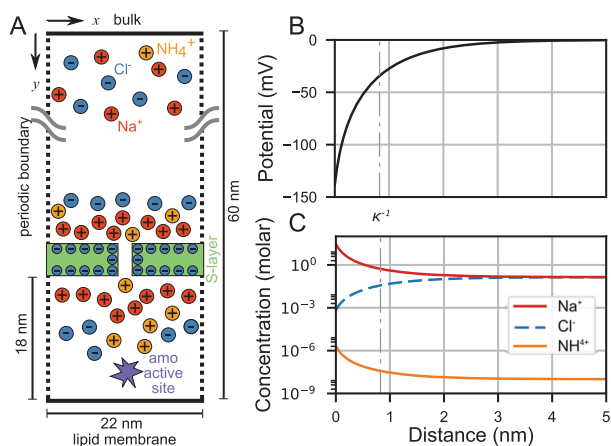 A
x
bulk
y
NH₄⁺
Cl⁻
Na⁺
periodic boundary
60 nm
S-layer
18 nm
amo
active
site
22 nm
lipid membrane
B
Potential (mV)
0
−50
−100
−150
κ⁻¹
C
Concentration (molar)
10⁰
10⁻³
10⁻⁶
10⁻⁹
Na⁺
Cl⁻
NH⁴⁺
0 1 2 3 4 5
Distance (nm)